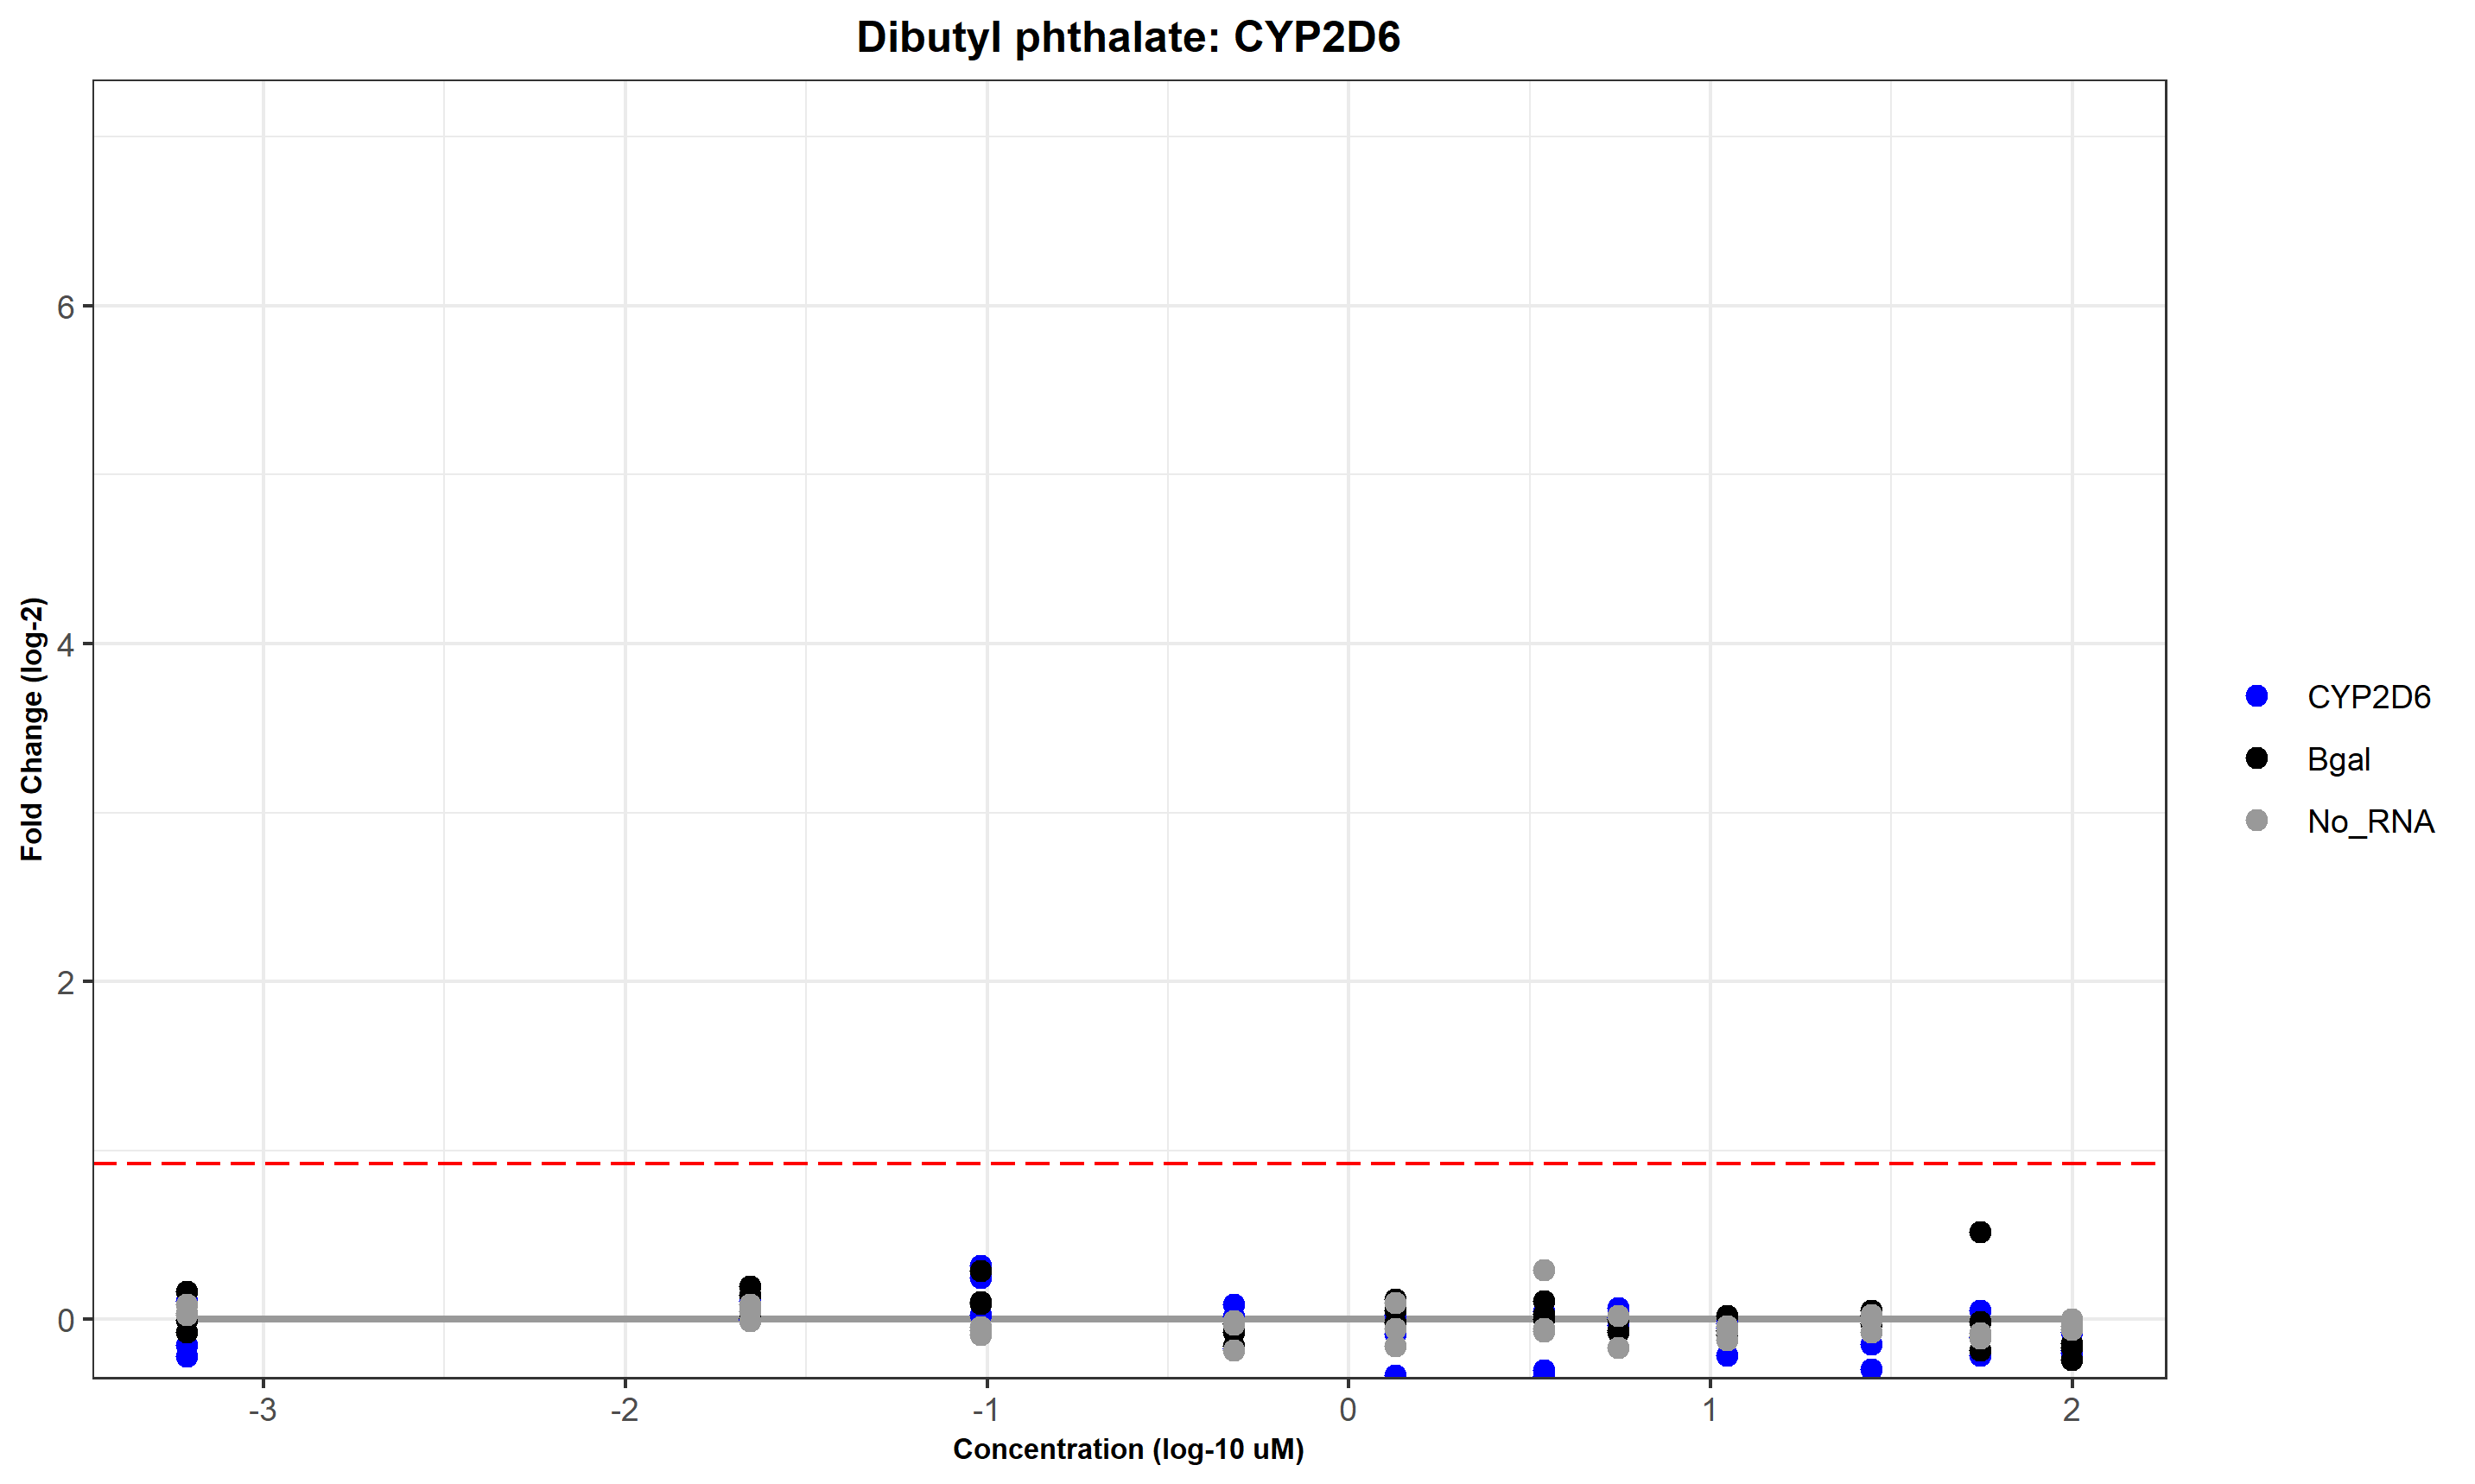 Dibutyl phthalate: CYP2D6
Fold Change (log-2)
6
4
2
0
-3
-2
-1
0
1
2
Concentration (log-10 uM)
CYP2D6
Bgal
No_RNA